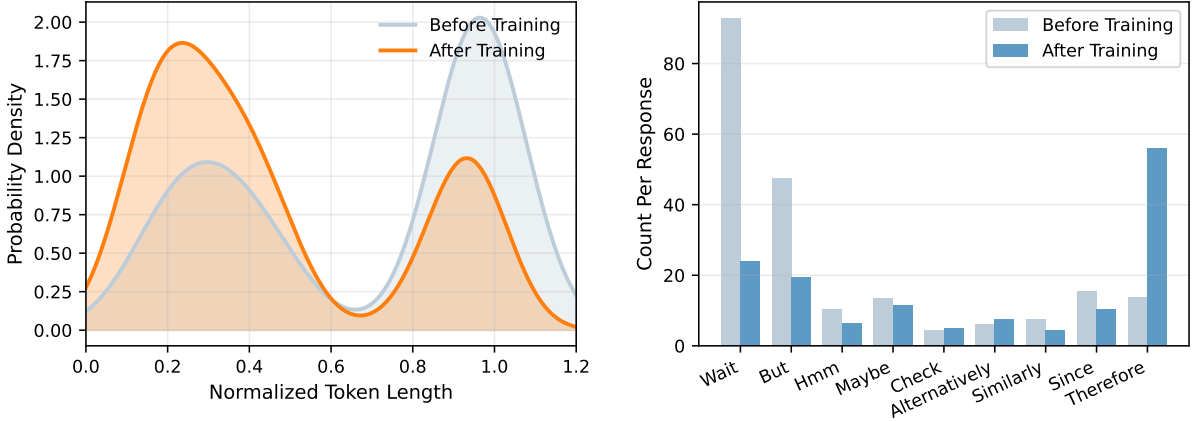 Probability Density
2.00
1.75
1.50
1.25
1.00
0.75
0.50
0.25
0.00
Before Training
After Training
0.0 0.2 0.4 0.6 0.8 1.0 1.2
Normalized Token Length
Count Per Response
80
60
40
20
0
Before Training
After Training
Wait But Hmm Maybe Check Alternatively Similarly Since Therefore